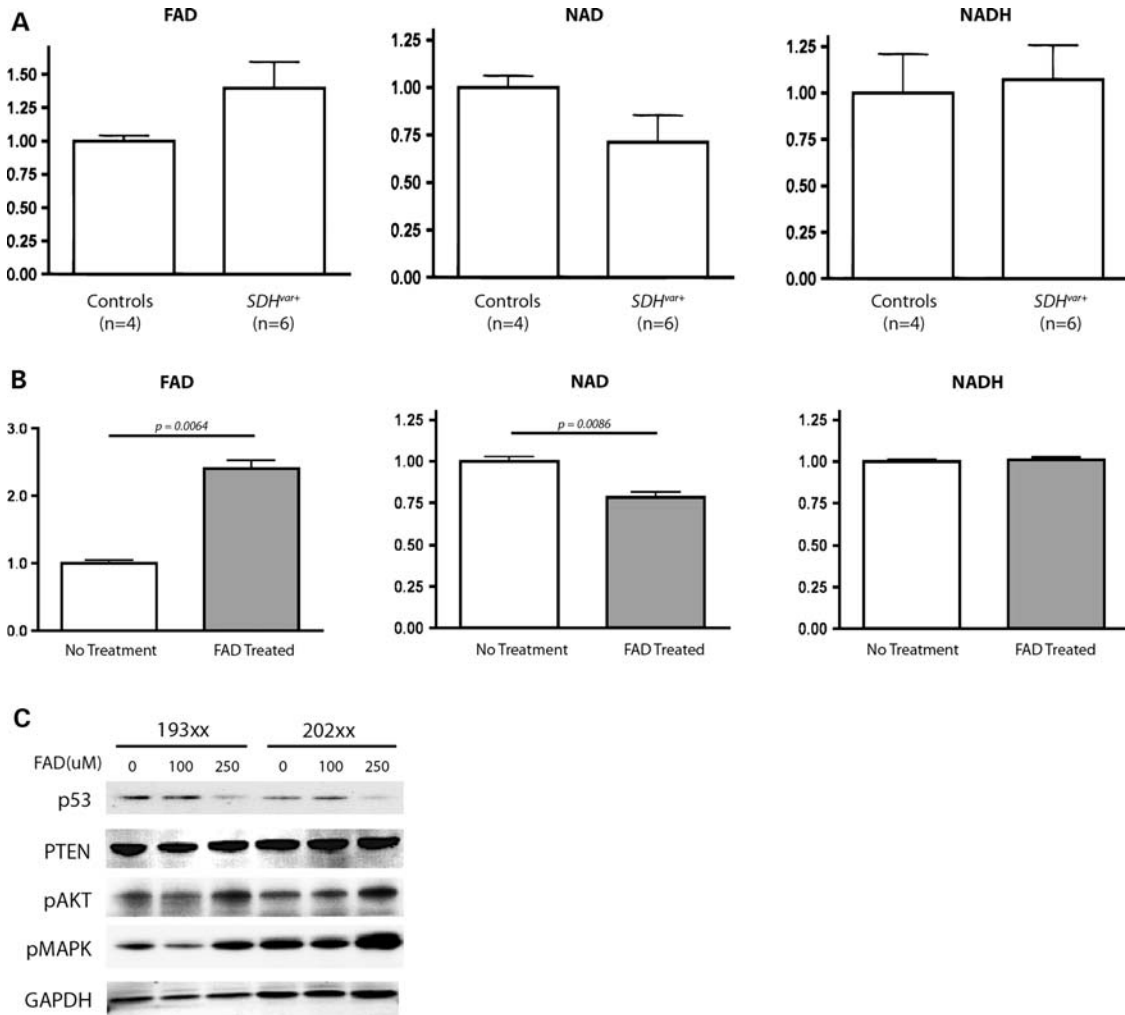 A
FAD
NAD
NADH
1.50
1.25
1.00
0.75
0.50
0.25
0.00
Controls
(n=4)
SDHvar+
(n=6)
1.25
1.00
0.75
0.50
0.25
0.00
Controls
(n=4)
SDHvar+
(n=6)
1.25
1.00
0.75
0.50
0.25
0.00
Controls
(n=4)
SDHvar+
(n=6)
B
FAD
NAD
NADH
3.0
2.0
1.0
0.0
p = 0.0064
No Treatment
FAD Treated
1.25
1.00
0.75
0.50
0.25
0.00
p = 0.0086
No Treatment
FAD Treated
1.25
1.00
0.75
0.50
0.25
0.00
No Treatment
FAD Treated
C
193xx 202xx
FAD(uM) 0 100 250 0 100 250
p53
PTEN
pAKT
pMAPK
GAPDH